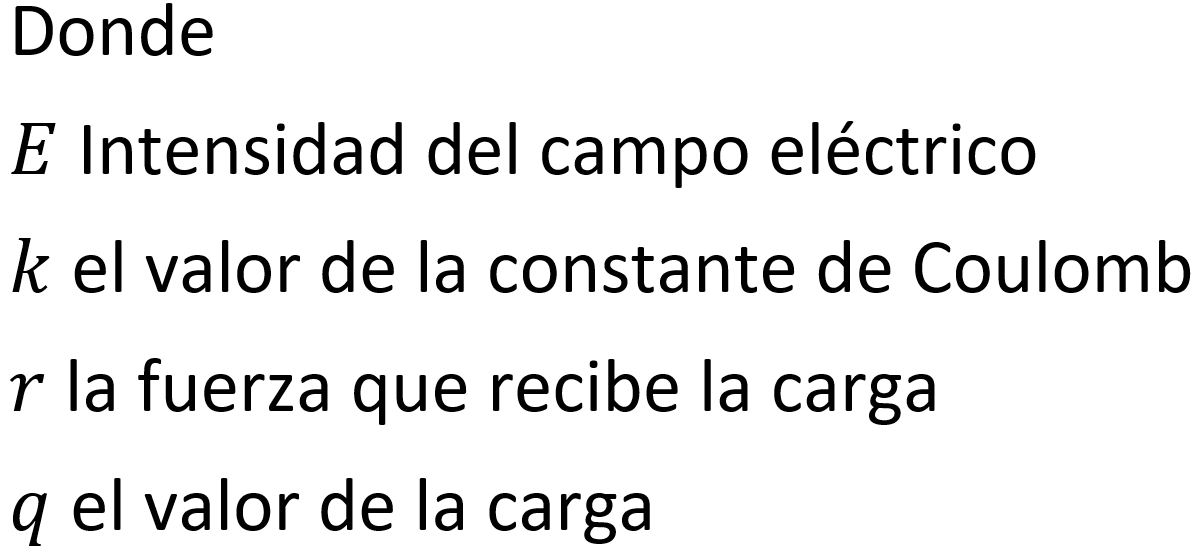 Donde
E Intensidad del campo eléctrico
k el valor de la constante de Coulomb
r la fuerza que recibe la carga
q el valor de la carga